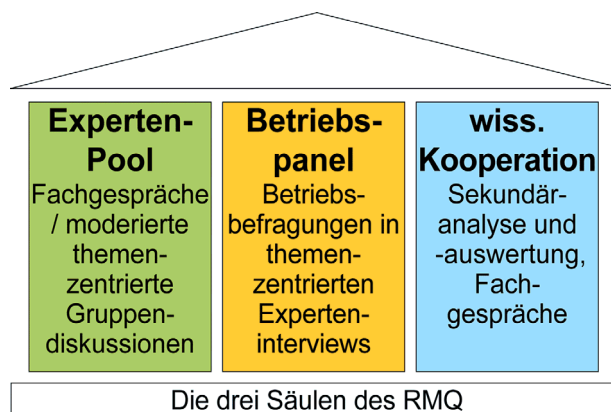 Experten-
Pool
Fachgespräche
/ moderierte
themen-
zentrierte
Gruppen-
diskussionen
Betriebs-
panel
Betriebs-
befragungen in
themen-
zentrierten
Experten-
interviews
wiss.
Kooperation
Sekundär-
analyse und
-auswertung,
Fach-
gespräche
Die drei Säulen des RMQ